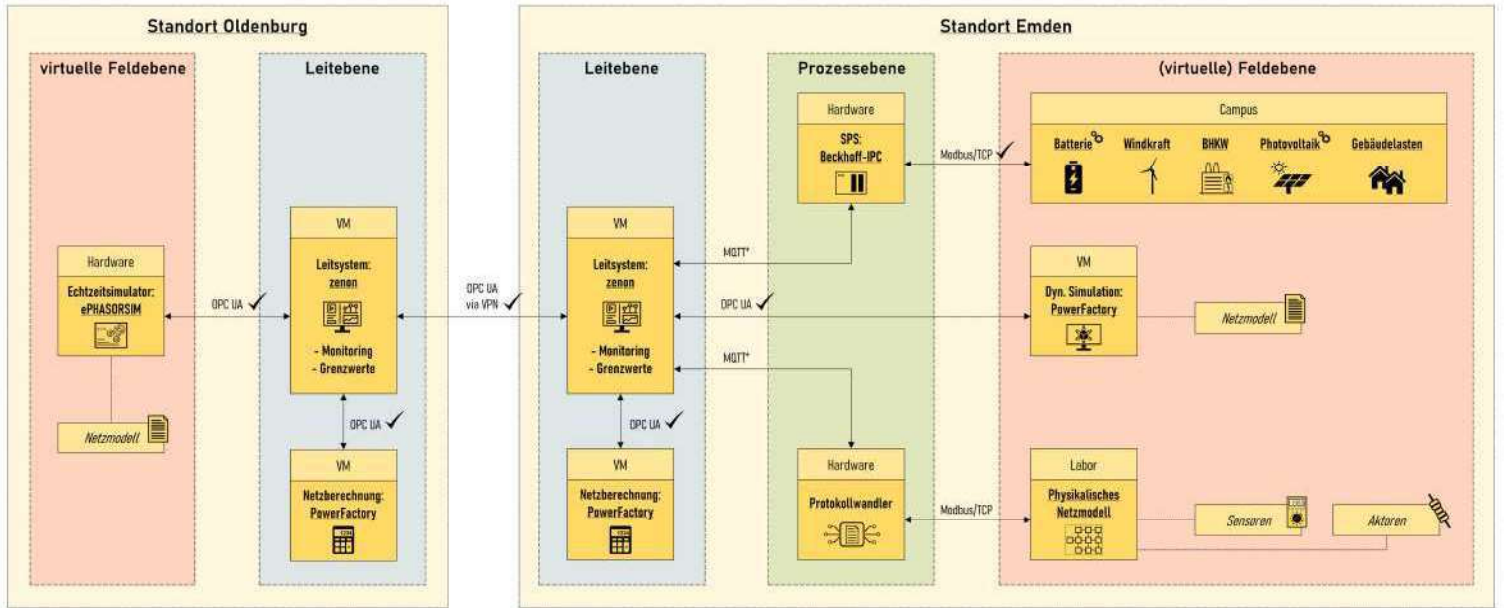 Standort Oldenburg
virtuelle Feldebene
Leitebene
Hardware
Echtzeitsimulator:
ePHASORSIM
Netzmodell
OPC UA
VM
Leitsystem:
zenon
- Monitoring
- Grenzwerte
OPC UA
VM
Netzberechnung:
PowerFactory
OPC UA
via VPN
Standort Emden
Leitebene
Prozessebene
(virtuelle) Feldebene
VM
Leitsystem:
zenon
- Monitoring
- Grenzwerte
OPC UA
VM
Netzberechnung:
PowerFactory
MQTT*
OPC UA
MQTT*
Hardware
SPS:
Beckhoff-IPC
Modbus/TCP
Hardware
Protokollwandler
Modbus/TCP
Campus
Batterie
Windkraft
BHKW
Photovoltaik
Gebäudelasten
VM
Dyn. Simulation:
PowerFactory
Netzmodell
Labor
Physikalisches
Netzmodell
Sensoren
Aktoren